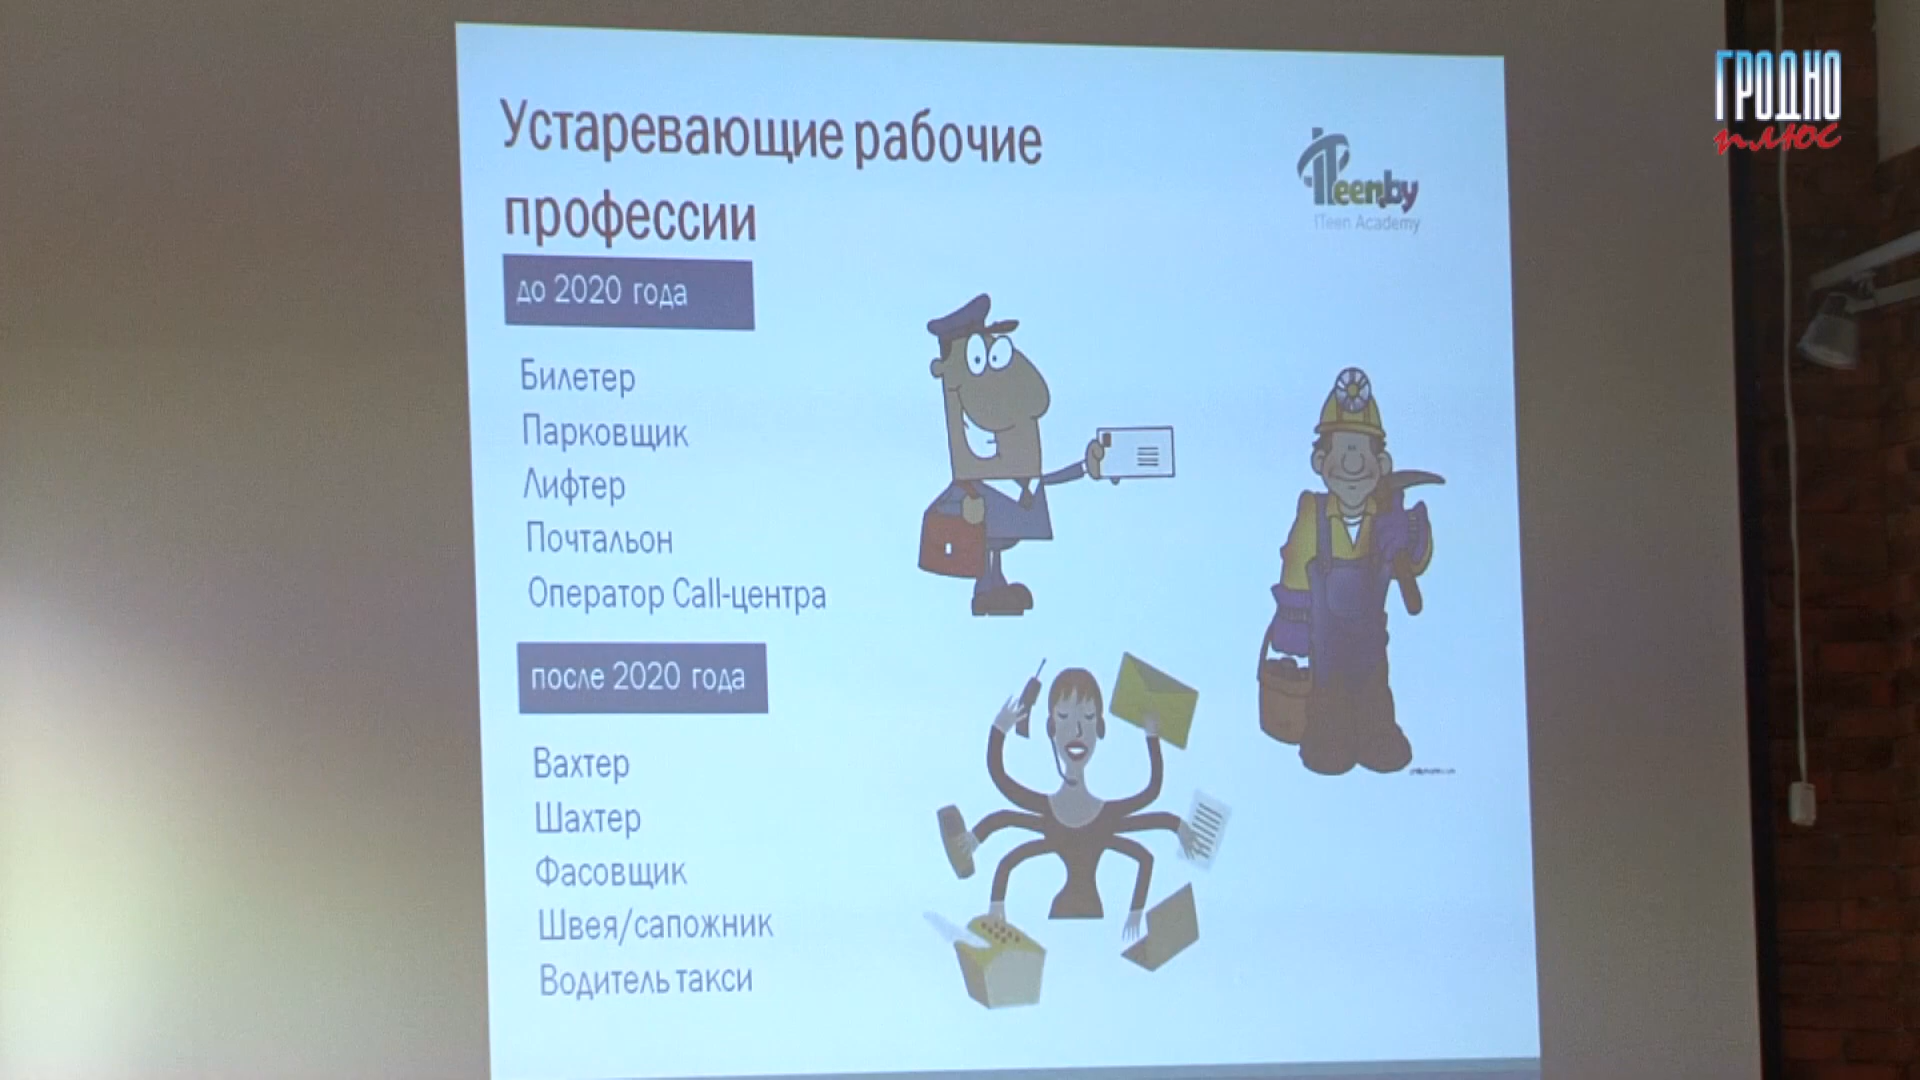 Устаревающие рабочие
профессии
до 2020 года
Билетер
Парковщик
Лифтер
Почтальон
Оператор Call-центра
после 2020 года
Вахтер
Шахтер
Фасовщик
Швея/сапожник
Водитель такси
iTeen.by
ITeen Academy
ГРОДНО
плюс